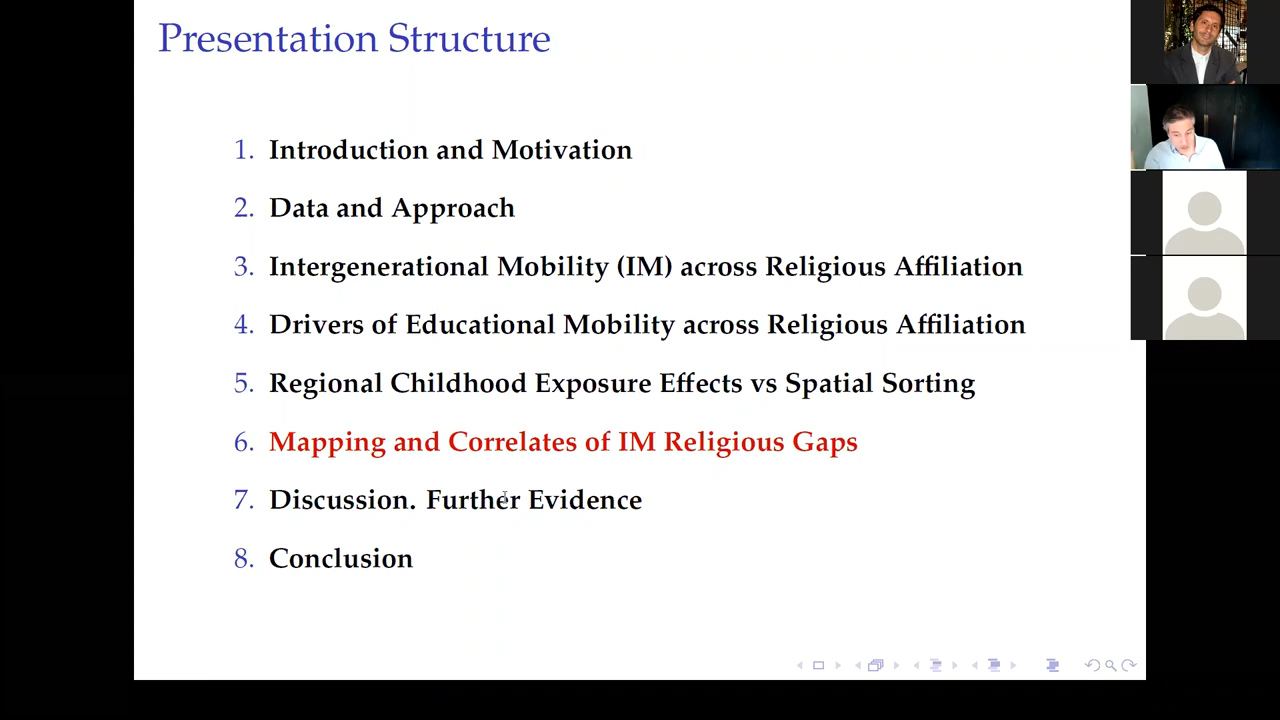 Presentation Structure
1. Introduction and Motivation
2. Data and Approach
3. Intergenerational Mobility (IM) across Religious Affiliation
4. Drivers of Educational Mobility across Religious Affiliation
5. Regional Childhood Exposure Effects vs Spatial Sorting
6. Mapping and Correlates of IM Religious Gaps
7. Discussion. Further Evidence
8. Conclusion